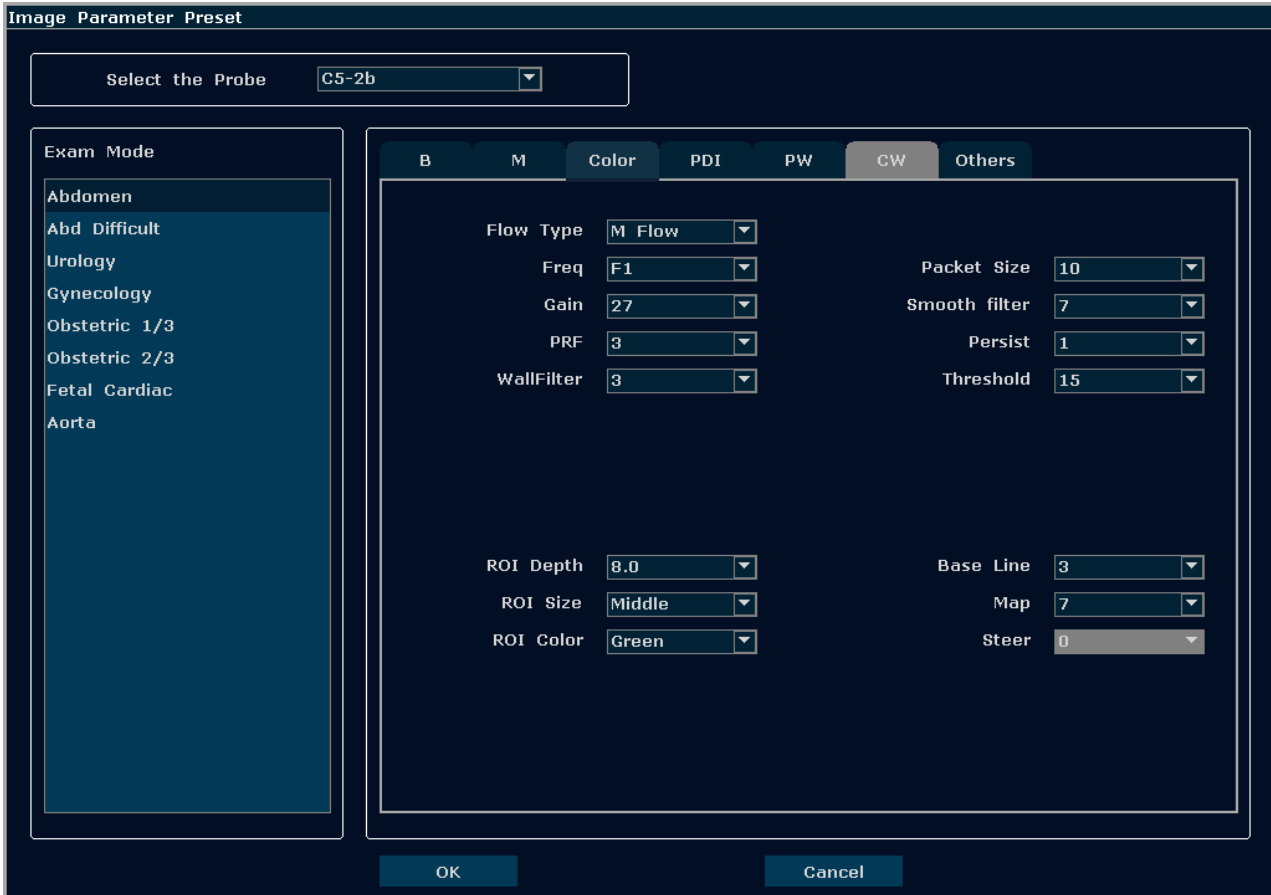 Image Parameter Preset
Select the Probe C5-2b
Exam Mode
Abdomen
Abd Difficult
Urology
Gynecology
Obstetric 1/3
Obstetric 2/3
Fetal Cardiac
Aorta
B M Color PDI PW CW Others
Flow Type M Flow
Freq F1 Packet Size 10
Gain 27 Smooth filter 7
PRF 3 Persist 1
WallFilter 3 Threshold 15
ROI Depth 8.0 Base Line 3
ROI Size Middle Map 7
ROI Color Green Steer 0
OK Cancel